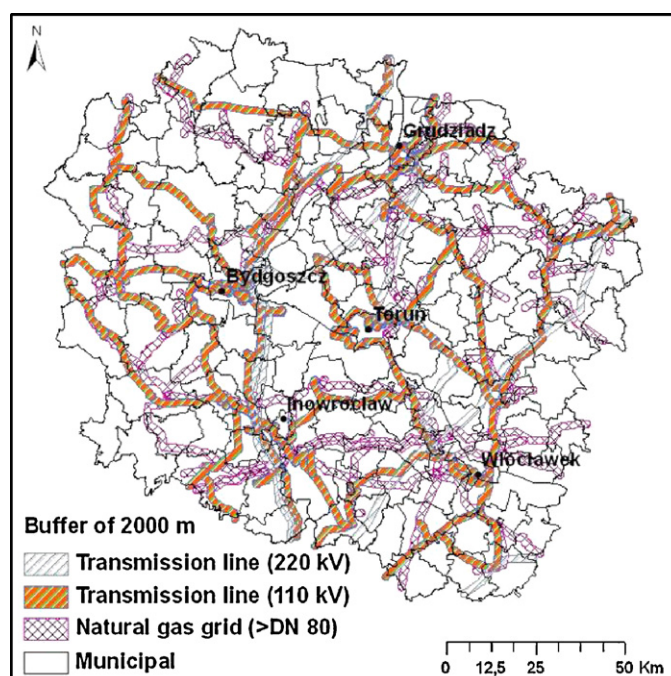 N
Grudziadz
Bydgoszcz
Torun
Inowroclaw
Wloclawek
Buffer of 2000 m
Transmission line (220 kV)
Transmission line (110 kV)
Natural gas grid (>DN 80)
Municipal
0 12,5 25 50 Km